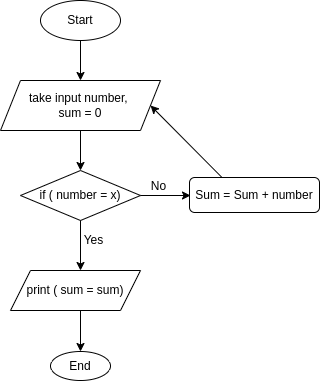 Start
take input number,
sum = 0
if ( number = x)
No
Sum = Sum + number
Yes
print ( sum = sum)
End